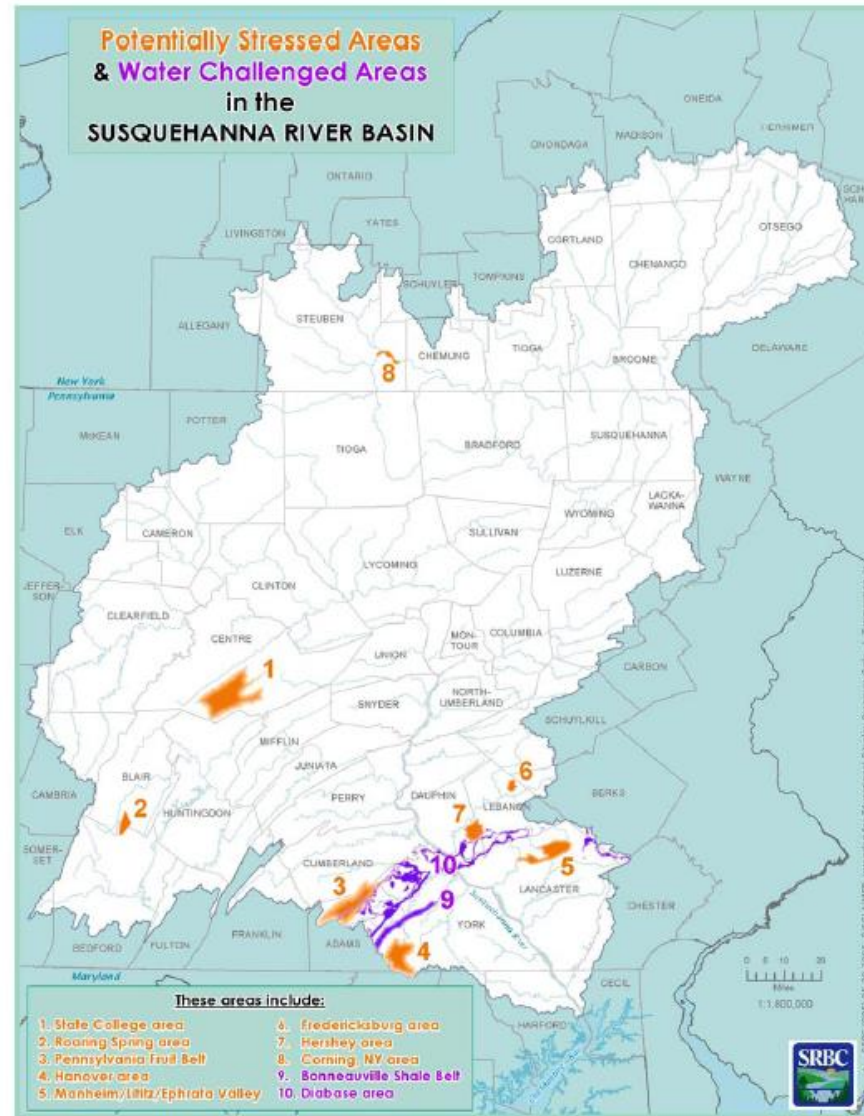 Potentially Stressed Areas
& Water Challenged Areas
in the
SUSQUEHANNA RIVER BASIN
ONEIDA
HERKIMER
MADISON
ONONDAGA
ONTARIO
YATES
LIVINGSTON
CORTLAND
OTSEGO
CHENANGO
TOMPKINS
SCHUYLER
STEUBEN
ALLEGANY
CHEMUNG
TIOGA
BROOME
DELAWARE
8
New York
Pennsylvania
POTTER
McKEAN
TIOGA
BRADFORD
SUSQUEHANNA
WAYNE
LACKA-
WANNA
WYOMING
ELK
CAMERON
SULLIVAN
LYCOMING
LUZERNE
JEFFER-
SON
CLINTON
CLEARFIELD
CENTRE
MON-
TOUR
COLUMBIA
UNION
CARBON
1
SNYDER
NORTH-
UMBERLAND
SCHUYLKILL
MIFFLIN
JUNIATA
BLAIR
6
CAMBRIA
PERRY
DAUPHIN
LEBANON
BERKS
2
HUNTINGDON
7
SOMER-
SET
CUMBERLAND
10
5
3
LANCASTER
9
CHESTER
Susquehanna River
YORK
BEDFORD
FULTON
FRANKLIN
ADAMS
4
Maryland
CECIL
HARFORD
Miles
1:1,800,000
These areas include:
1. State College area
2. Roaring Spring area
3. Pennsylvania Fruit Belt
4. Hanover area
5. Manheim/Lititz/Ephrata Valley
6. Fredericksburg area
7. Hershey area
8. Corning, NY area
9. Bonneauville Shale Belt
10. Diabase area
SRBC